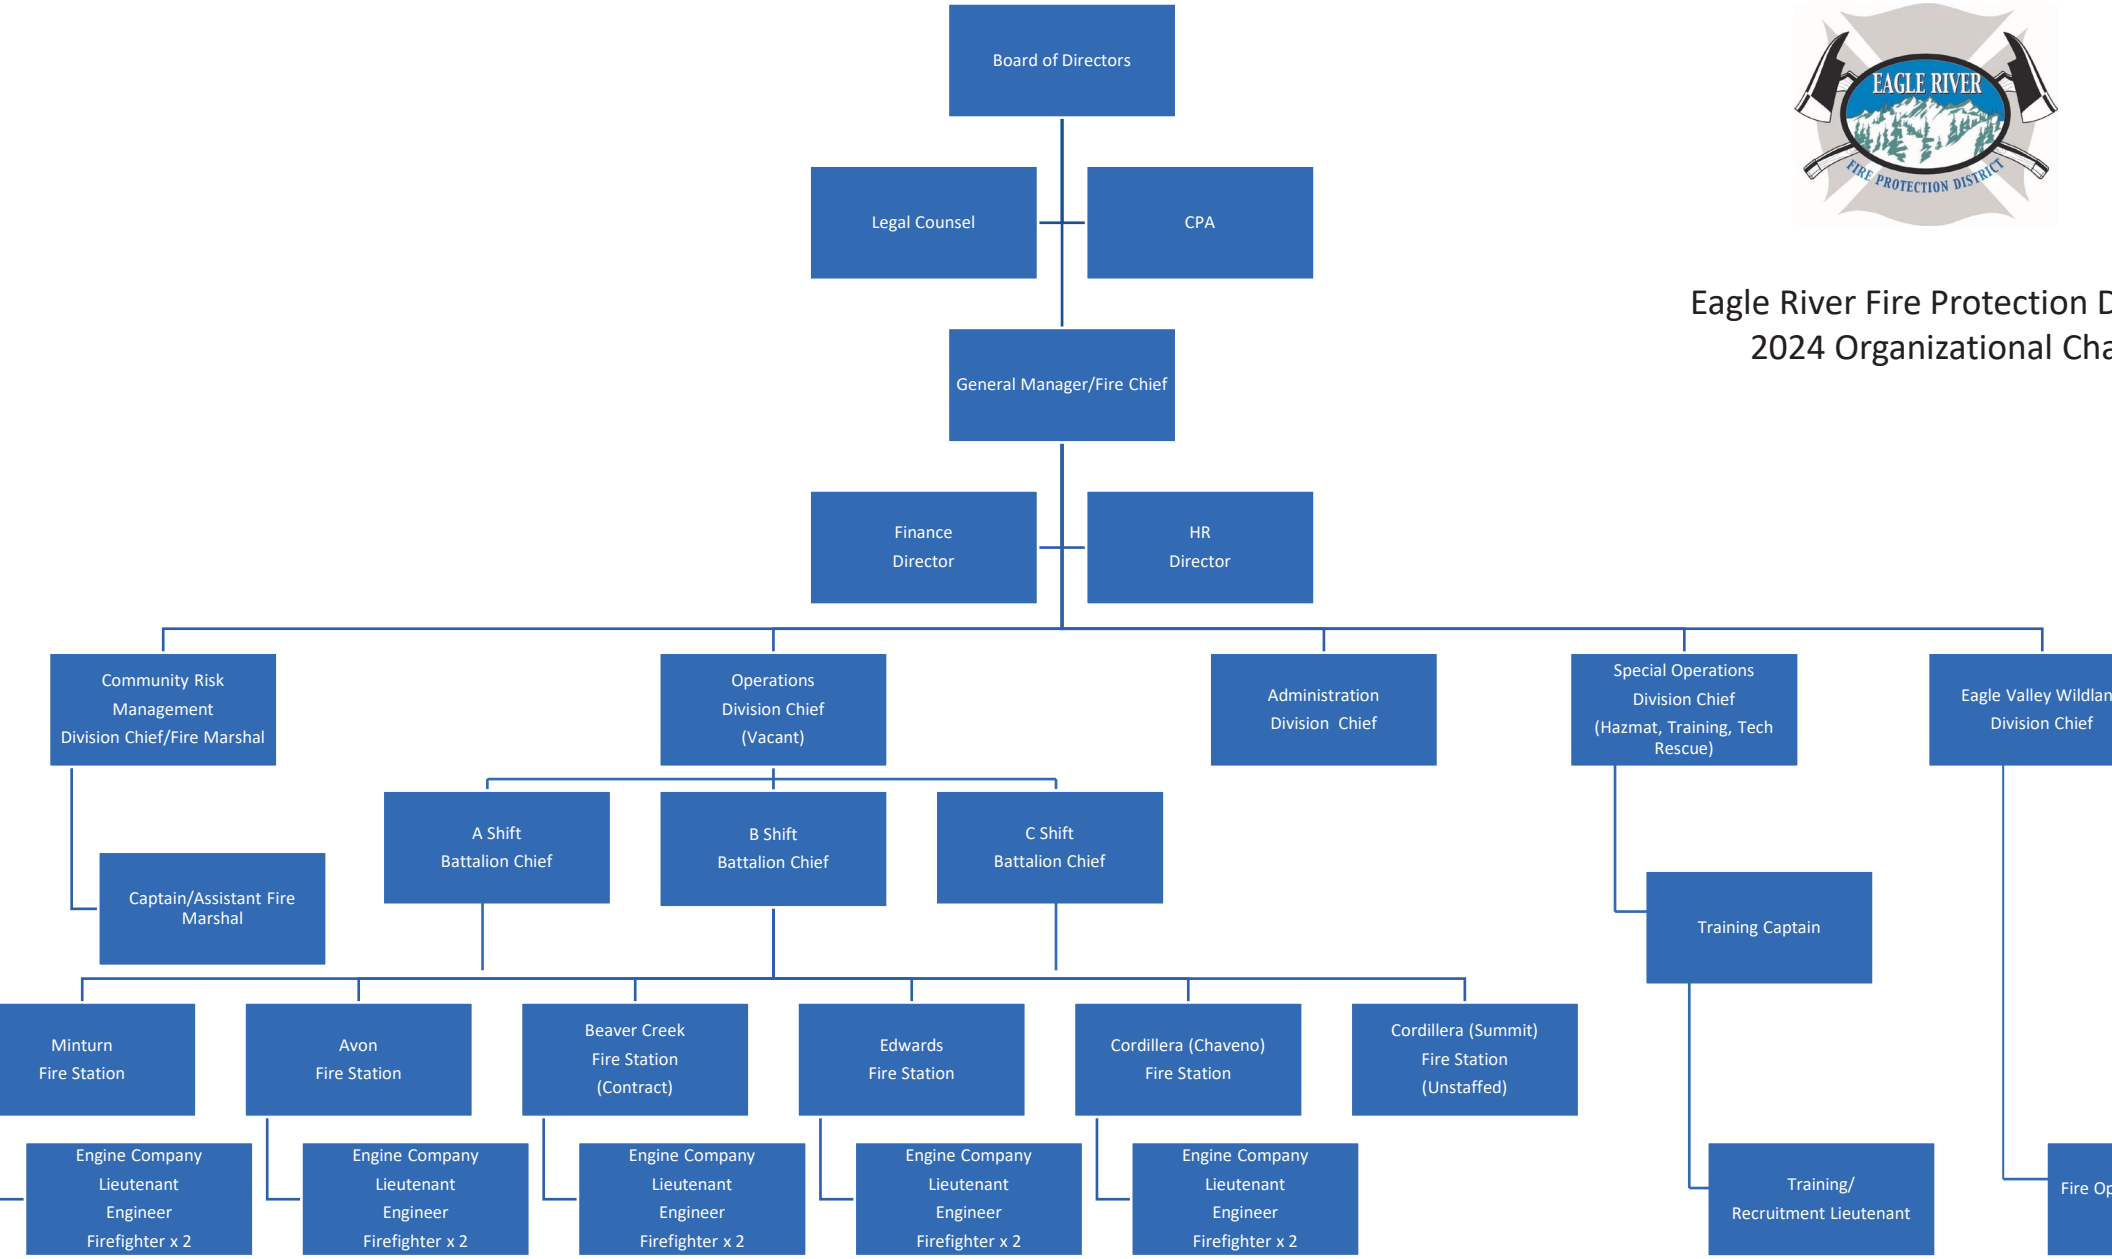 Board of Directors
EAGLE RIVER
FIRE PROTECTION DISTRICT
Legal Counsel
CPA
Eagle River Fire Protection D
2024 Organizational Cha
General Manager/Fire Chief
Finance
Director
HR
Director
Community Risk
Management
Division Chief/Fire Marshal
Operations
Division Chief
(Vacant)
Administration
Division Chief
Special Operations
Division Chief
(Hazmat, Training, Tech
Rescue)
Eagle Valley Wildlan
Division Chief
A Shift
Battalion Chief
B Shift
Battalion Chief
C Shift
Battalion Chief
Captain/Assistant Fire
Marshal
Training Captain
Minturn
Fire Station
Avon
Fire Station
Beaver Creek
Fire Station
(Contract)
Edwards
Fire Station
Cordillera (Chaveno)
Fire Station
Cordillera (Summit)
Fire Station
(Unstaffed)
Engine Company
Lieutenant
Engineer
Firefighter x 2
Engine Company
Lieutenant
Engineer
Firefighter x 2
Engine Company
Lieutenant
Engineer
Firefighter x 2
Engine Company
Lieutenant
Engineer
Firefighter x 2
Engine Company
Lieutenant
Engineer
Firefighter x 2
Training/
Recruitment Lieutenant
Fire Op